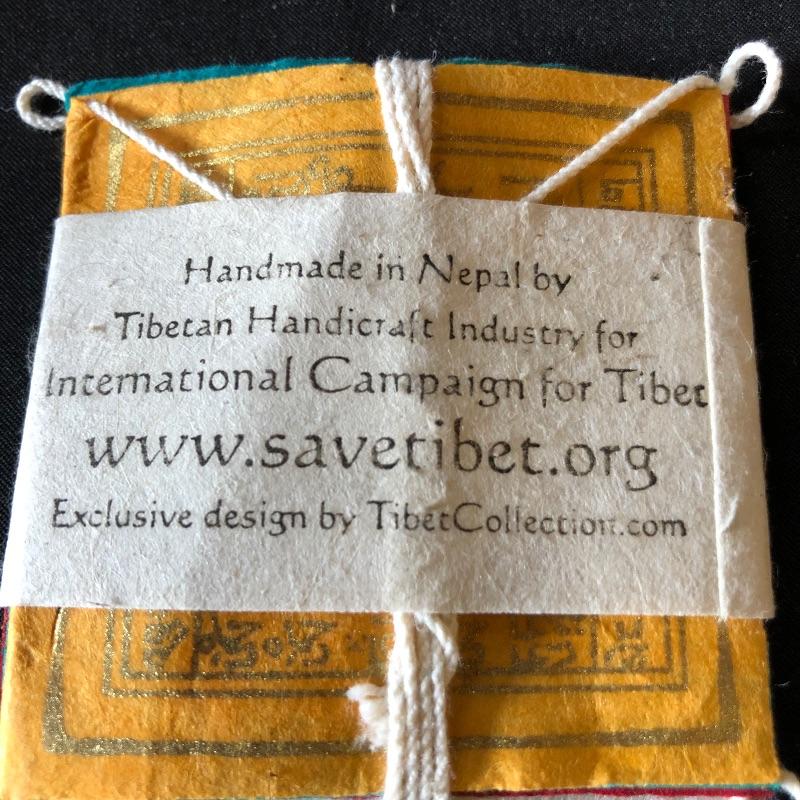 Handmade in Nepal by
Tibetan Handicraft Industry for
International Campaign for Tibet
www.savetibet.org
Exclusive design by TibetCollection.com